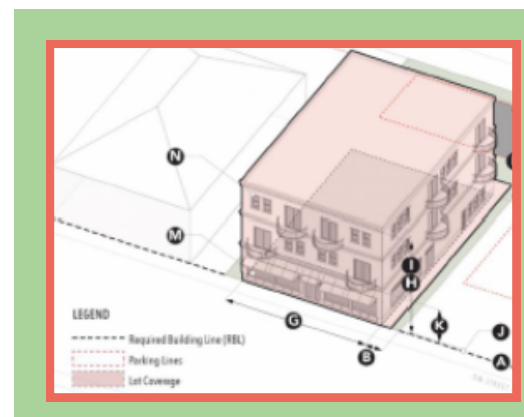 N
M
I
H
K
G
J
B
A
LEGEND
Required Building Line (RBL)
Parking Lines
Lot Coverage